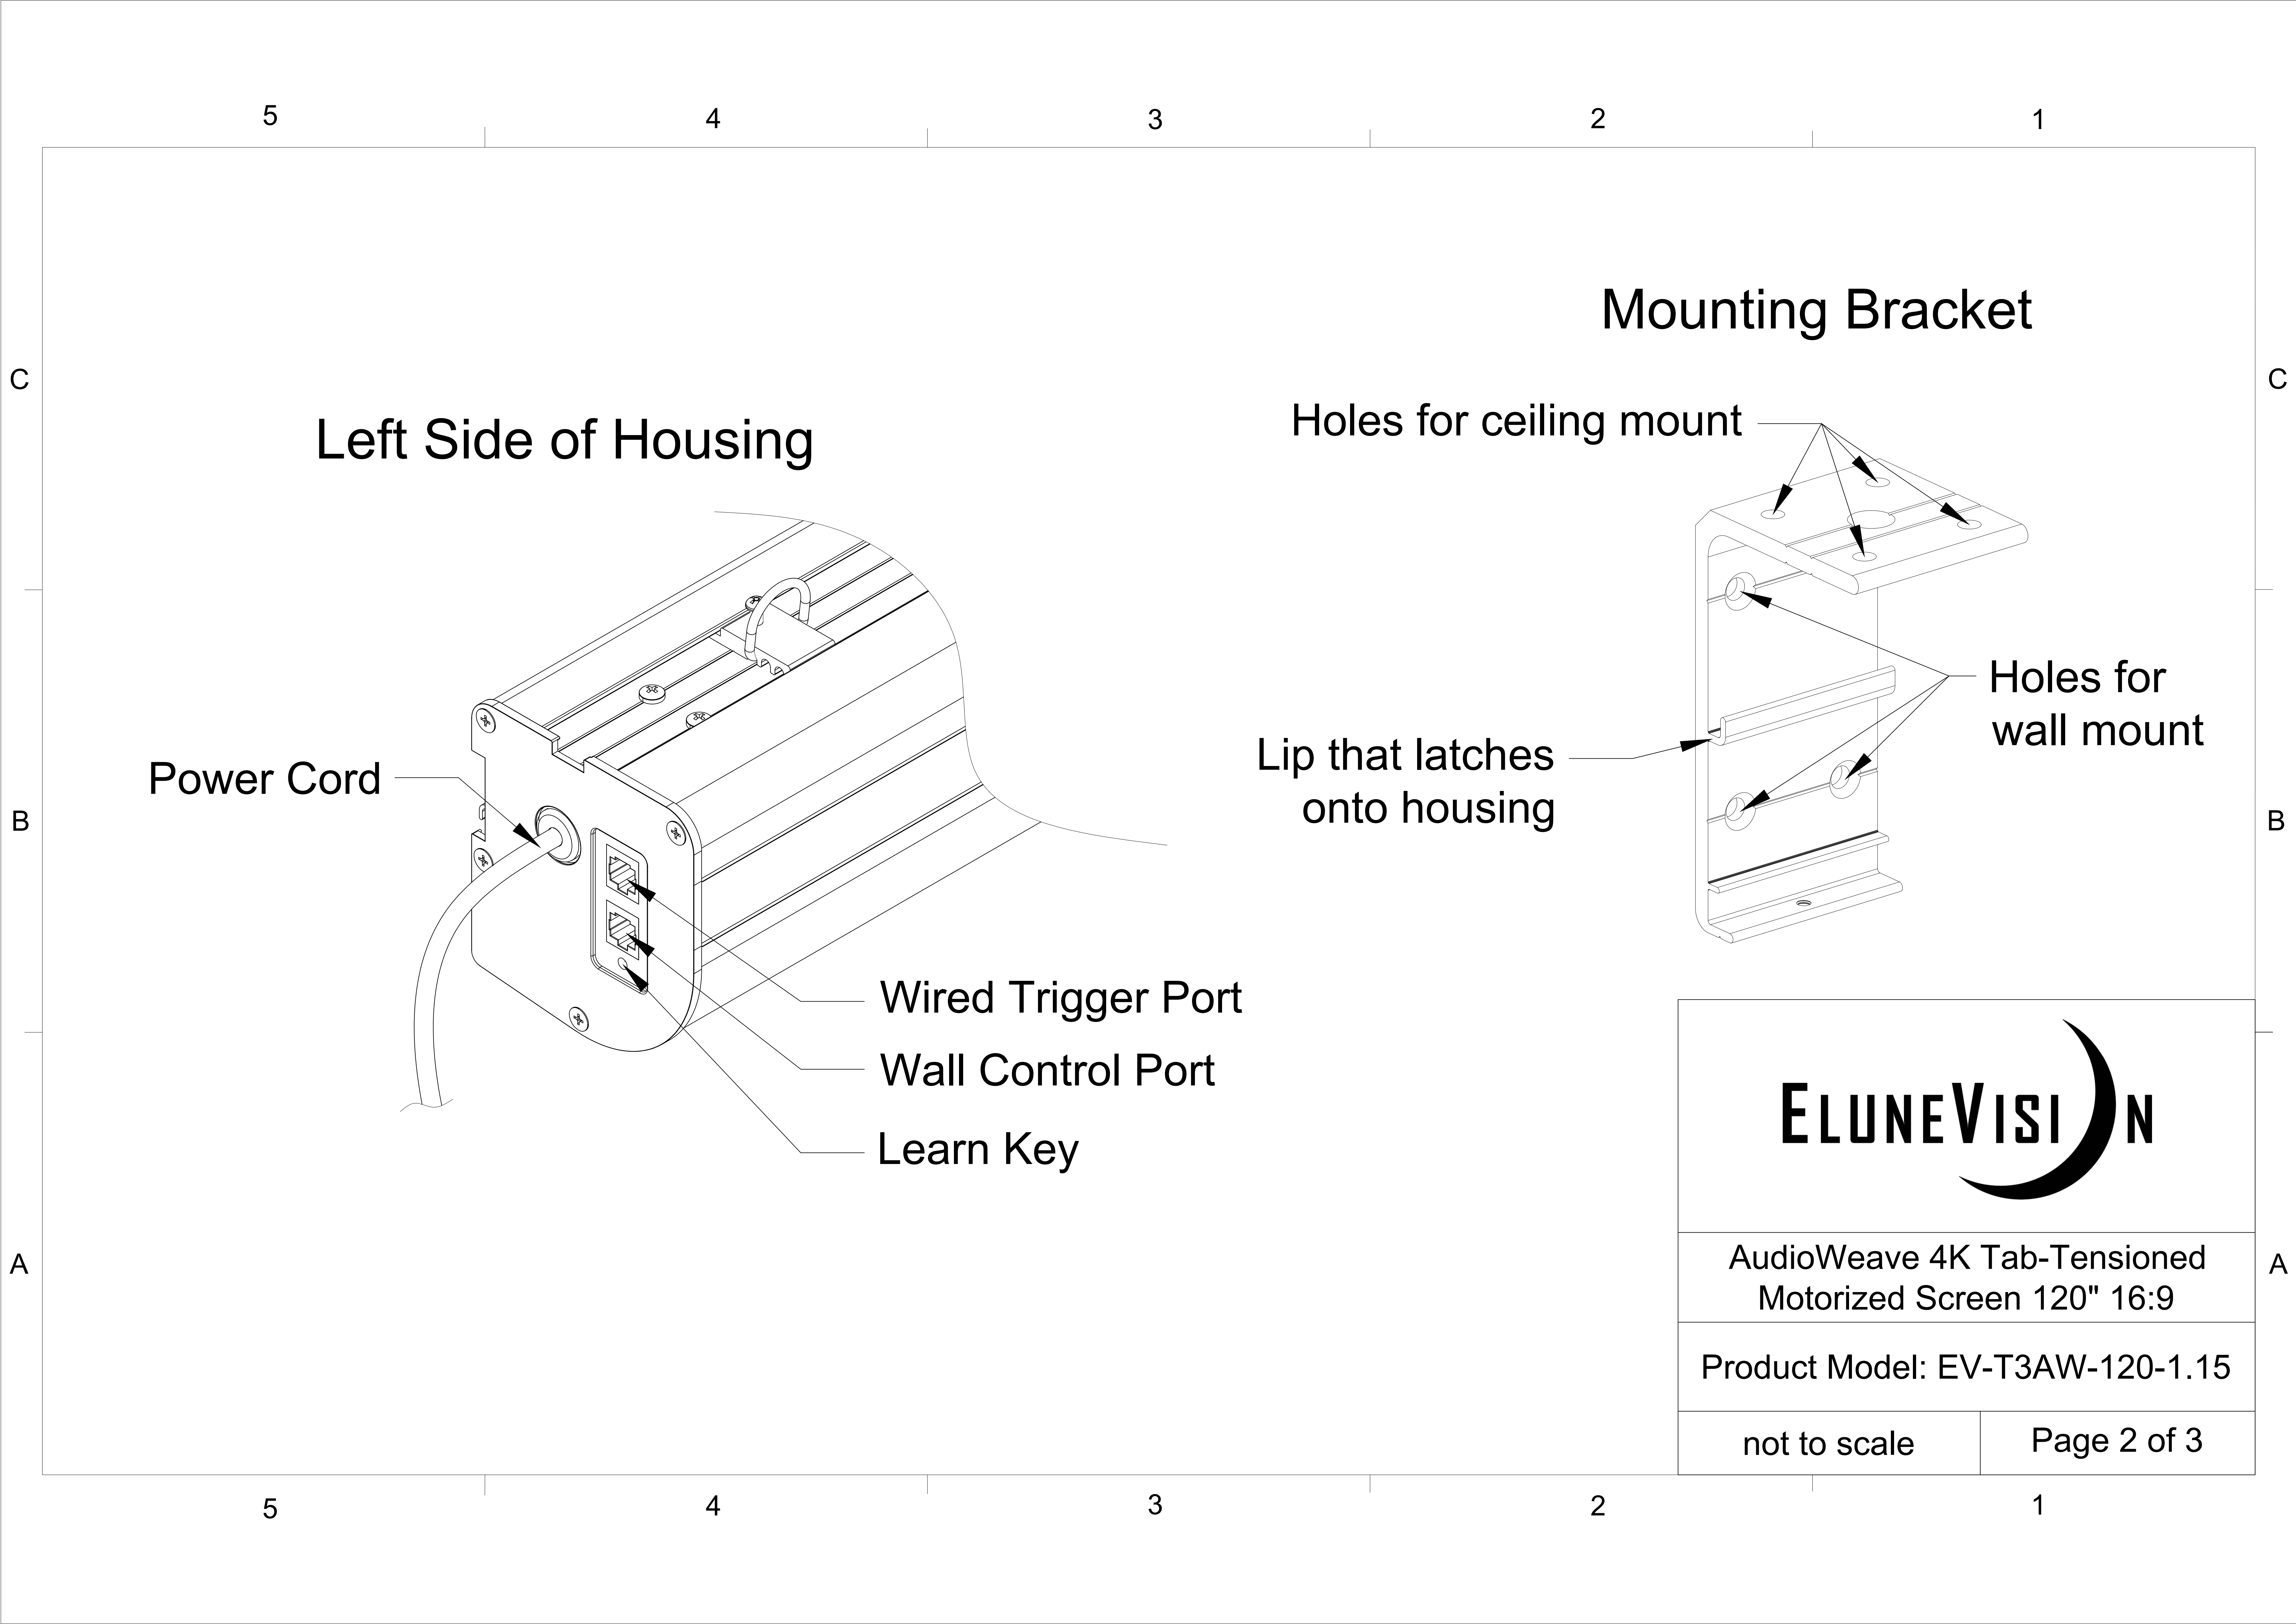 5 4 3 2 1
C C
Mounting Bracket
Holes for ceiling mount
Left Side of Housing
Holes for
wall mount
Lip that latches
onto housing
Power Cord
B B
Wired Trigger Port
Wall Control Port
Learn Key
ELUNEVISION
A A
AudioWeave 4K Tab-Tensioned
Motorized Screen 120" 16:9
Product Model: EV-T3AW-120-1.15
not to scale
Page 2 of 3
5 4 3 2 1